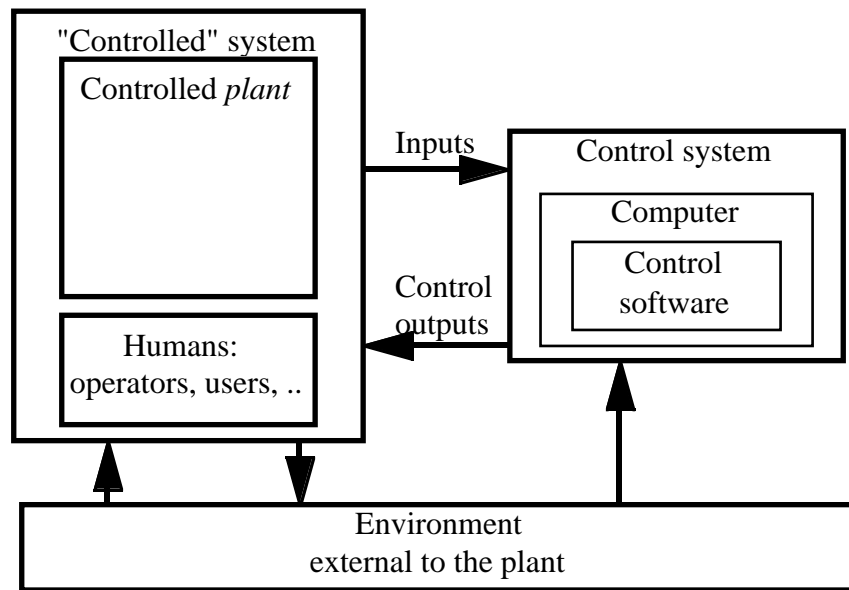 "Controlled" system
Controlled plant
Inputs
Control system
Computer
Control
software
Control
outputs
Humans:
operators, users, ..
Environment
external to the plant